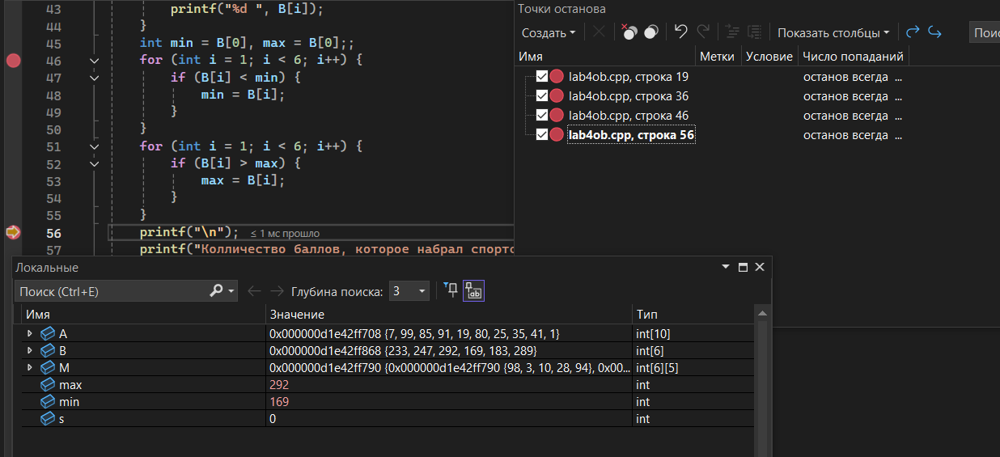 43 printf("%d ", B[i]);
44 }
45 int min = B[0], max = B[0];;
46 for (int i = 1; i < 6; i++) {
47 if (B[i] < min) {
48 min = B[i];
49 }
50 }
51 for (int i = 1; i < 6; i++) {
52 if (B[i] > max) {
53 max = B[i];
54 }
55 }
56 printf("\n"); ≤ 1 мс прошло
57 printf("Колличество баллов, которое набрал спортс
Точки останова
Создать Показать столбцы Поис
Имя Метки Условие Число попаданий
lab4ob.cpp, строка 19 останов всегда ...
lab4ob.cpp, строка 36 останов всегда ...
lab4ob.cpp, строка 46 останов всегда ...
lab4ob.cpp, строка 56 останов всегда
Локальные
Поиск (Ctrl+E) Глубина поиска: 3
Имя Значение Тип
A 0x000000d1e42ff708 {7, 99, 85, 91, 19, 80, 25, 35, 41, 1} int[10]
B 0x000000d1e42ff868 {233, 247, 292, 169, 183, 289} int[6]
M 0x000000d1e42ff790 {0x000000d1e42ff790 {98, 3, 10, 28, 94}, 0x00... int[6][5]
max 292 int
min 169 int
s 0 int